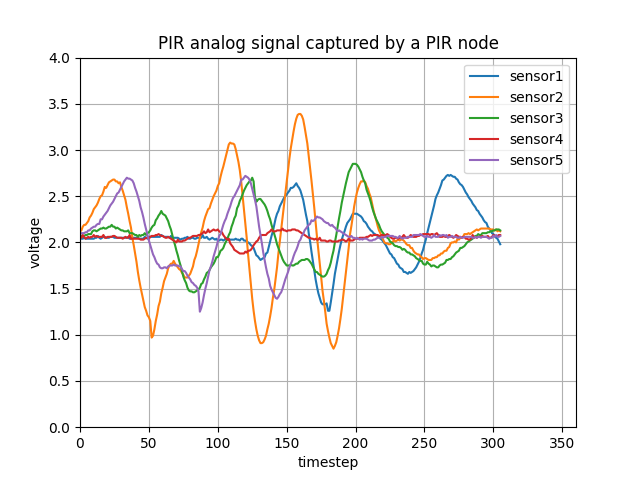 PIR analog signal captured by a PIR node
4.0
3.5
3.0
2.5
2.0
1.5
1.0
0.5
0.0
voltage
sensor1
sensor2
sensor3
sensor4
sensor5
0 50 100 150 200 250 300 350
timestep